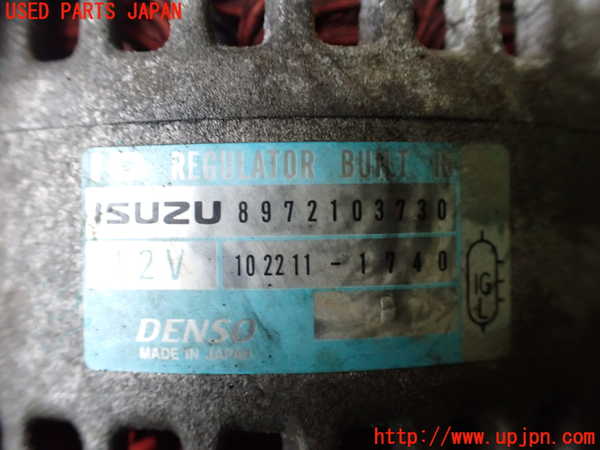 USED PARTS JAPAN
REGULATOR BUILT IN
ISUZU 8972103730
12V 102211-1740
IG
L
DENSO
MADE IN JAPAN
http://www.upjpn.com/